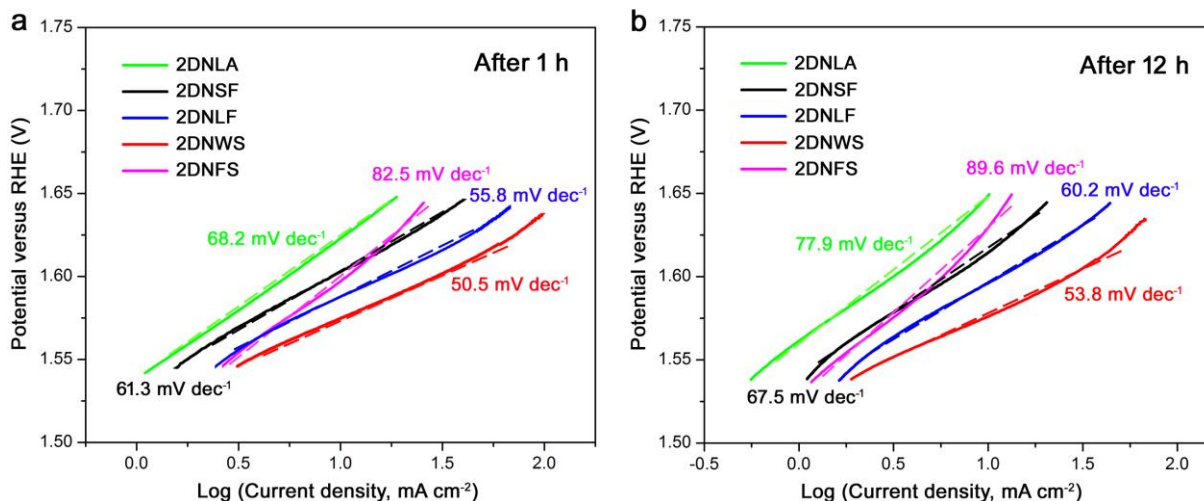 a
After 1 h
2DNLA
2DNSF
2DNLF
2DNWS
2DNFS
82.5 mV dec⁻¹
55.8 mV dec⁻¹
68.2 mV dec⁻¹
50.5 mV dec⁻¹
61.3 mV dec⁻¹
Potential versus RHE (V)
1.75
1.70
1.65
1.60
1.55
1.50
0.0 0.5 1.0 1.5 2.0
Log (Current density, mA cm⁻²)
b
After 12 h
2DNLA
2DNSF
2DNLF
2DNWS
2DNFS
89.6 mV dec⁻¹
60.2 mV dec⁻¹
77.9 mV dec⁻¹
53.8 mV dec⁻¹
67.5 mV dec⁻¹
Potential versus RHE (V)
1.75
1.70
1.65
1.60
1.55
1.50
-0.5 0.0 0.5 1.0 1.5 2.0
Log (Current density, mA cm⁻²)